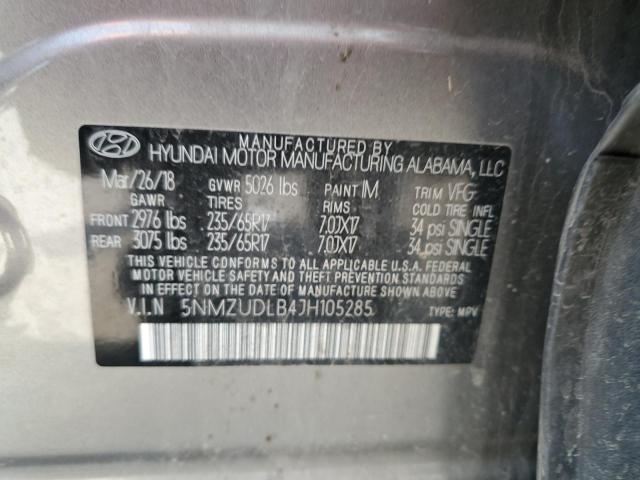 MANUFACTURED BY
HYUNDAI MOTOR MANUFACTURING ALABAMA, LLC
Mar/26/18 GVWR 5026 lbs PAINT IM TRIM VFG
GAWR TIRES RIMS COLD TIRE INFL
FRONT 2976 lbs 235/65R17 7.0JX17 34 psi SINGLE
REAR 3075 lbs 235/65R17 7.0JX17 34 psi SINGLE
THIS VEHICLE CONFORMS TO ALL APPLICABLE U.S.A. FEDERAL
MOTOR VEHICLE SAFETY AND THEFT PREVENTION STANDARDS
IN EFFECT ON THE DATE OF MANUFACTURE SHOWN ABOVE.
V.I.N 5NMZUDLB4JH105285 TYPE: MPV